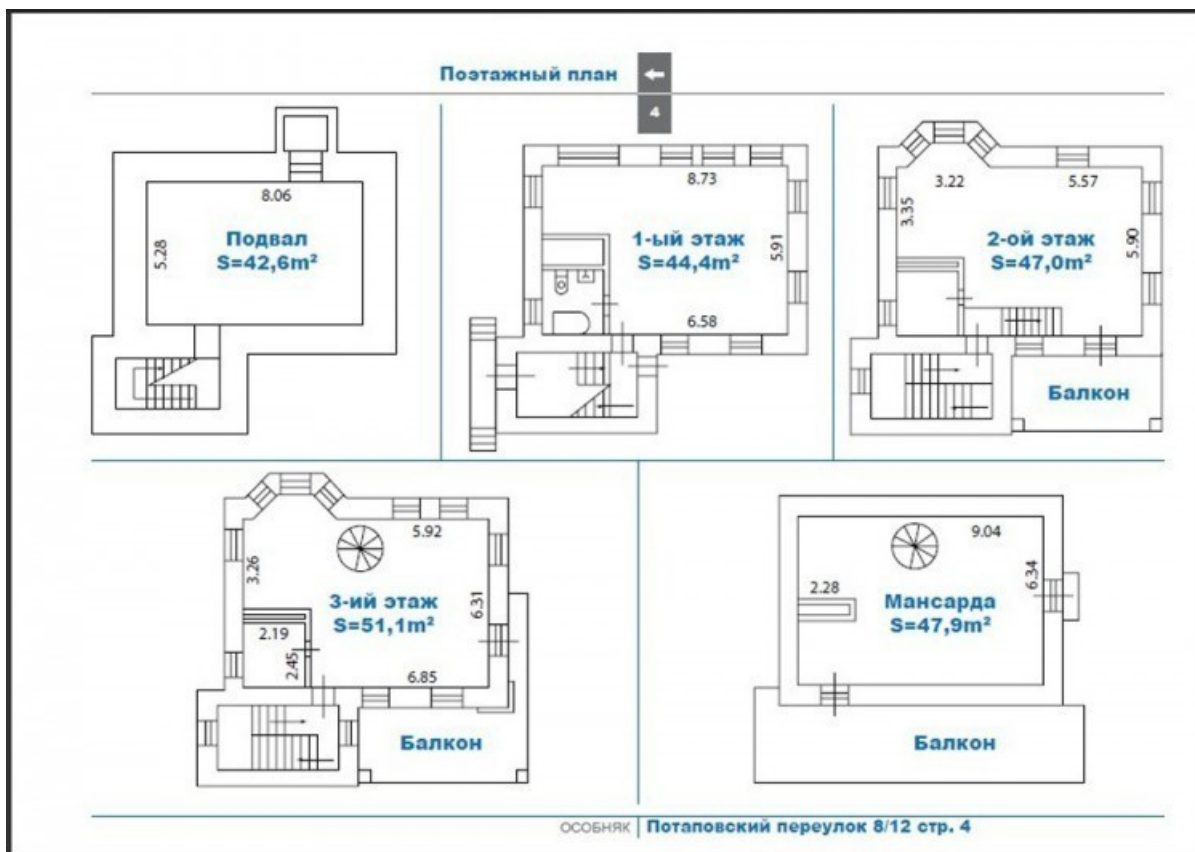 Поэтажный план
4
8.06
5.28
Подвал
S=42,6m²
8.73
1-ый этаж
S=44,4m²
5.91
6.58
3.22
5.57
3.35
2-ой этаж
S=47,0m²
5.90
Балкон
5.92
3.26
3-ий этаж
S=51,1m²
6.31
2.19
2.45
6.85
Балкон
9.04
2.28
6.34
Мансарда
S=47,9m²
Балкон
ОСОБНЯК Потаповский переулок 8/12 стр. 4